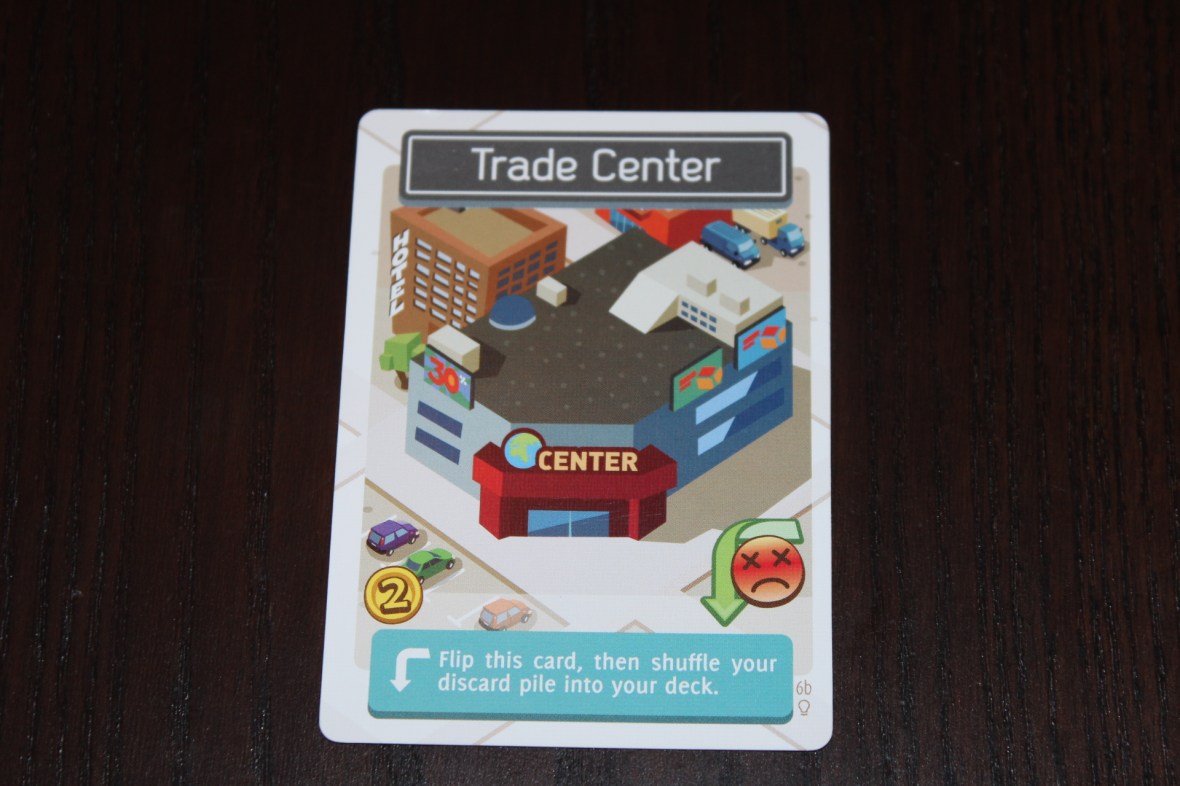 Trade Center
HOTEL
30%
CENTER
2
Flip this card, then shuffle your
discard pile into your deck.
6b